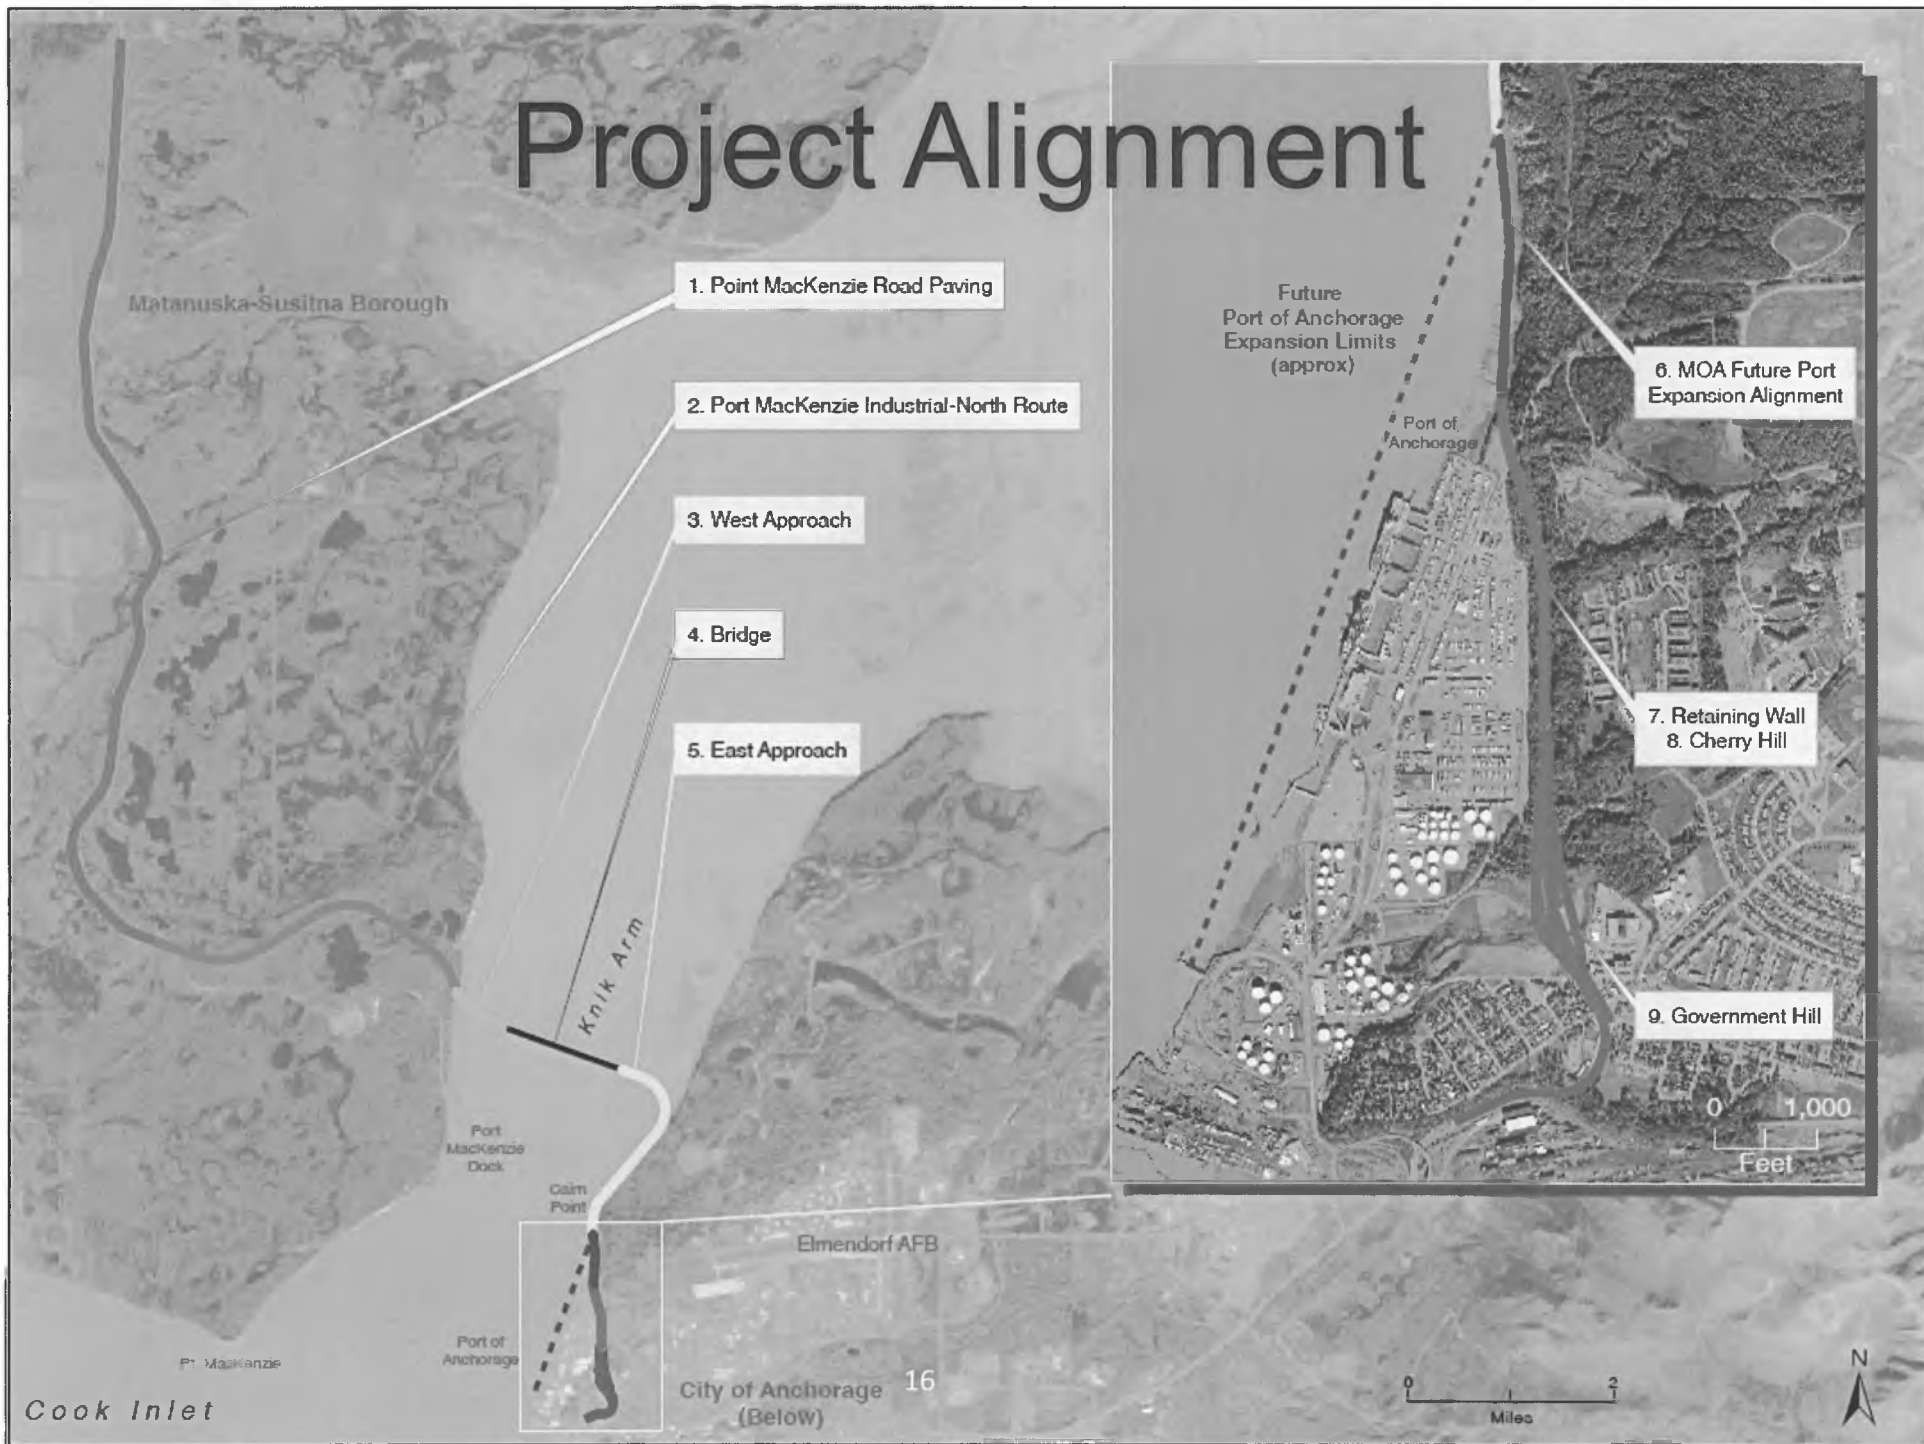 Project Alignment
Matanuska-Susitna Borough
1. Point MacKenzie Road Paving
2. Port MacKenzie Industrial-North Route
3. West Approach
4. Bridge
5. East Approach
Knik Arm
Port
MacKenzie
Dock
Cairn
Point
Elmendorf AFB
Port of
Anchorage
City of Anchorage
(Below)
16
Pt. MacKenzie
Cook Inlet
Future
Port of Anchorage
Expansion Limits
(approx)
Port of
Anchorage
6. MOA Future Port
Expansion Alignment
7. Retaining Wall
8. Cherry Hill
9. Government Hill
0 1,000
Feet
0 2
Miles
N